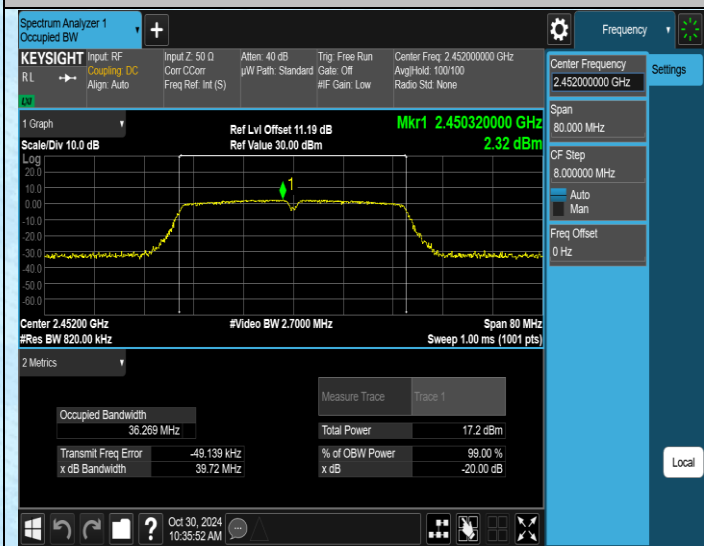 Spectrum Analyzer 1
Occupied BW
Frequency
KEYSIGHT
RL
LXI
Input: RF
Coupling: DC
Align: Auto
Input Z: 50 Ω
Corr CCorr
Freq Ref: Int (S)
Atten: 40 dB
µW Path: Standard
Trig: Free Run
Gate: Off
#IF Gain: Low
Center Freq: 2.452000000 GHz
Avg|Hold: 100/100
Radio Std: None
Center Frequency
2.452000000 GHz
Settings
Span
80.000 MHz
CF Step
8.000000 MHz
Auto
Man
Freq Offset
0 Hz
1 Graph
Scale/Div 10.0 dB
Ref Lvl Offset 11.19 dB
Ref Value 30.00 dBm
Mkr1 2.450320000 GHz
2.32 dBm
Log
20.0
10.0
0.00
-10.0
-20.0
-30.0
-40.0
-50.0
-60.0
1
Center 2.45200 GHz
#Res BW 820.00 kHz
#Video BW 2.7000 MHz
Span 80 MHz
Sweep 1.00 ms (1001 pts)
2 Metrics
Measure Trace
Trace 1
Occupied Bandwidth
36.269 MHz
Total Power
17.2 dBm
Transmit Freq Error
-49.139 kHz
% of OBW Power
99.00 %
x dB Bandwidth
39.72 MHz
x dB
-20.00 dB
Local
?
Oct 30, 2024
10:35:52 AM